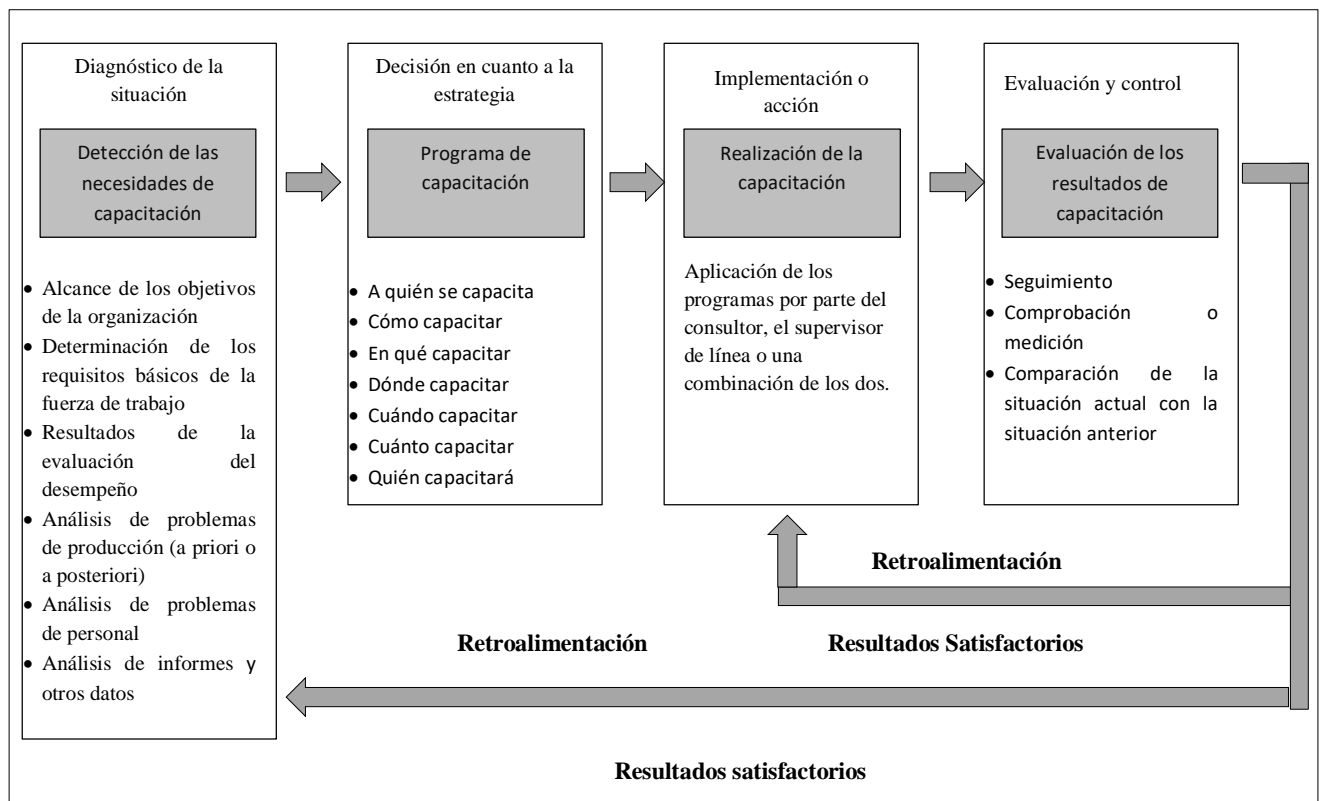 Diagnóstico de la
situación
Detección de las
necesidades de
capacitación
• Alcance de los objetivos
de la organización
• Determinación de los
requisitos básicos de la
fuerza de trabajo
• Resultados de la
evaluación del
desempeño
• Análisis de problemas
de producción (a priori o
a posteriori)
• Análisis de problemas
de personal
• Análisis de informes y
otros datos
Decisión en cuanto a la
estrategia
Programa de
capacitación
• A quién se capacita
• Cómo capacitar
• En qué capacitar
• Dónde capacitar
• Cuándo capacitar
• Cuánto capacitar
• Quién capacitará
Implementación o
acción
Realización de la
capacitación
Aplicación de los
programas por parte del
consultor, el supervisor
de línea o una
combinación de los dos.
Evaluación y control
Evaluación de los
resultados de
capacitación
• Seguimiento
• Comprobación o
medición
• Comparación de la
situación actual con la
situación anterior
Retroalimentación
Retroalimentación
Resultados Satisfactorios
Resultados satisfactorios